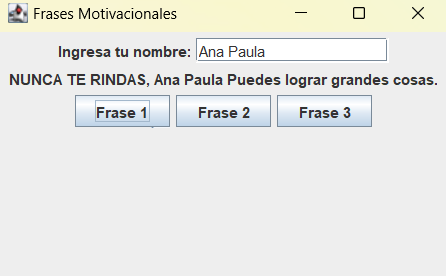 Frases Motivacionales
Ingresa tu nombre: Ana Paula
NUNCA TE RINDAS, Ana Paula Puedes lograr grandes cosas.
Frase 1 Frase 2 Frase 3